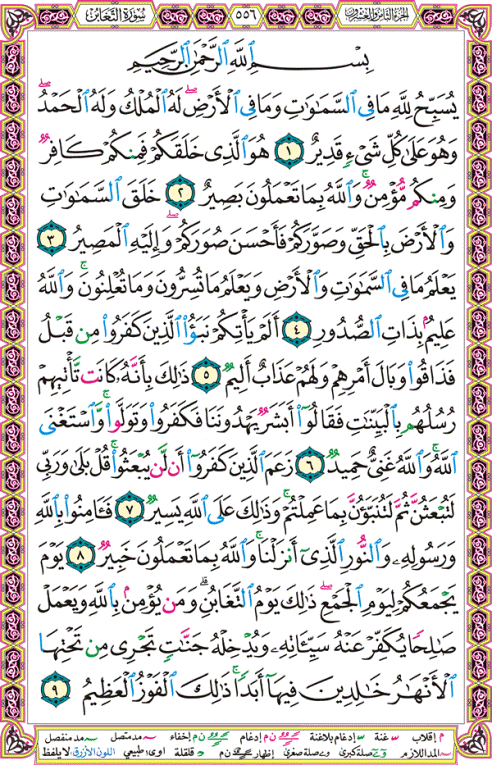 الجزء الثامن والعشرون ٥٥٦ سُورَةُ التَّغَابُن
بِسْمِ ٱللَّهِ ٱلرَّحْمَٰنِ ٱلرَّحِيمِ
يُسَبِّحُ لِلَّهِ مَا فِى ٱلسَّمَٰوَٰتِ وَمَا فِى ٱلْأَرْضِۖ لَهُ ٱلْمُلْكُ وَلَهُ ٱلْحَمْدُۖ
وَهُوَ عَلَىٰ كُلِّ شَىْءٍ قَدِيرٌ ١ هُوَ ٱلَّذِى خَلَقَكُمْ فَمِنكُمْ كَافِرٌ
وَمِنكُم مُّؤْمِنٌۚ وَٱللَّهُ بِمَا تَعْمَلُونَ بَصِيرٌ ٢ خَلَقَ ٱلسَّمَٰوَٰتِ
وَٱلْأَرْضَ بِٱلْحَقِّ وَصَوَّرَكُمْ فَأَحْسَنَ صُوَرَكُمْۖ وَإِلَيْهِ ٱلْمَصِيرُ ٣
يَعْلَمُ مَا فِى ٱلسَّمَٰوَٰتِ وَٱلْأَرْضِ وَيَعْلَمُ مَا تُسِرُّونَ وَمَا تُعْلِنُونَۚ وَٱللَّهُ
عَلِيمٌۢ بِذَاتِ ٱلصُّدُورِ ٤ أَلَمْ يَأْتِكُمْ نَبَؤُا۟ ٱلَّذِينَ كَفَرُوا۟ مِن قَبْلُ
فَذَاقُوا۟ وَبَالَ أَمْرِهِمْ وَلَهُمْ عَذَابٌ أَلِيمٌ ٥ ذَٰلِكَ بِأَنَّهُۥ كَانَت تَّأْتِيهِمْ
رُسُلُهُم بِٱلْبَيِّنَٰتِ فَقَالُوٓا۟ أَبَشَرٌ يَهْدُونَنَا فَكَفَرُوا۟ وَتَوَلَّوا۟ۚ وَّٱسْتَغْنَى
ٱللَّهُۚ وَٱللَّهُ غَنِىٌّ حَمِيدٌ ٦ زَعَمَ ٱلَّذِينَ كَفَرُوٓا۟ أَن لَّن يُبْعَثُوا۟ۚ قُلْ بَلَىٰ وَرَبِّى
لَتُبْعَثُنَّ ثُمَّ لَتُنَبَّؤُنَّ بِمَا عَمِلْتُمْۚ وَذَٰلِكَ عَلَى ٱللَّهِ يَسِيرٌ ٧ فَـَٔامِنُوا۟ بِٱللَّهِ
وَرَسُولِهِۦ وَٱلنُّورِ ٱلَّذِىٓ أَنزَلْنَاۚ وَٱللَّهُ بِمَا تَعْمَلُونَ خَبِيرٌ ٨ يَوْمَ
يَجْمَعُكُمْ لِيَوْمِ ٱلْجَمْعِۖ ذَٰلِكَ يَوْمُ ٱلتَّغَابُنِۗ وَمَن يُؤْمِنۢ بِٱللَّهِ وَيَعْمَلْ
صَٰلِحًا يُكَفِّرْ عَنْهُ سَيِّـَٔاتِهِۦ وَيُدْخِلْهُ جَنَّٰتٍ تَجْرِى مِن تَحْتِهَا
ٱلْأَنْهَٰرُ خَٰلِدِينَ فِيهَآ أَبَدًاۚ ذَٰلِكَ ٱلْفَوْزُ ٱلْعَظِيمُ ٩
م إقلاب ~ غنة ~ إدغام بلاغنة ن م إدغام ن م إخفاء ~ مد متصل ~ مد منفصل
~ المد اللازم وصلة كبرى وصلة صغرى إظهار ن م قلقلة اوى: طبيعي اللون الأزرق: لا يلفظ